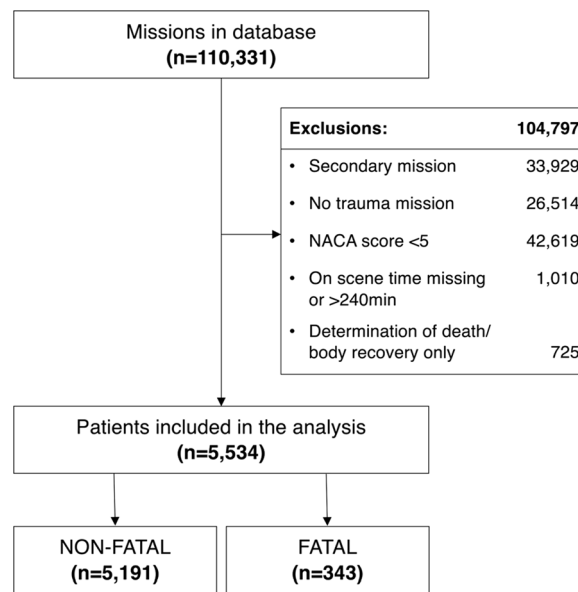 Missions in database
(n=110,331)
Exclusions: 104,797
• Secondary mission 33,929
• No trauma mission 26,514
• NACA score <5 42,619
• On scene time missing 1,010
or >240min
• Determination of death/
body recovery only 725
Patients included in the analysis
(n=5,534)
NON-FATAL
(n=5,191)
FATAL
(n=343)